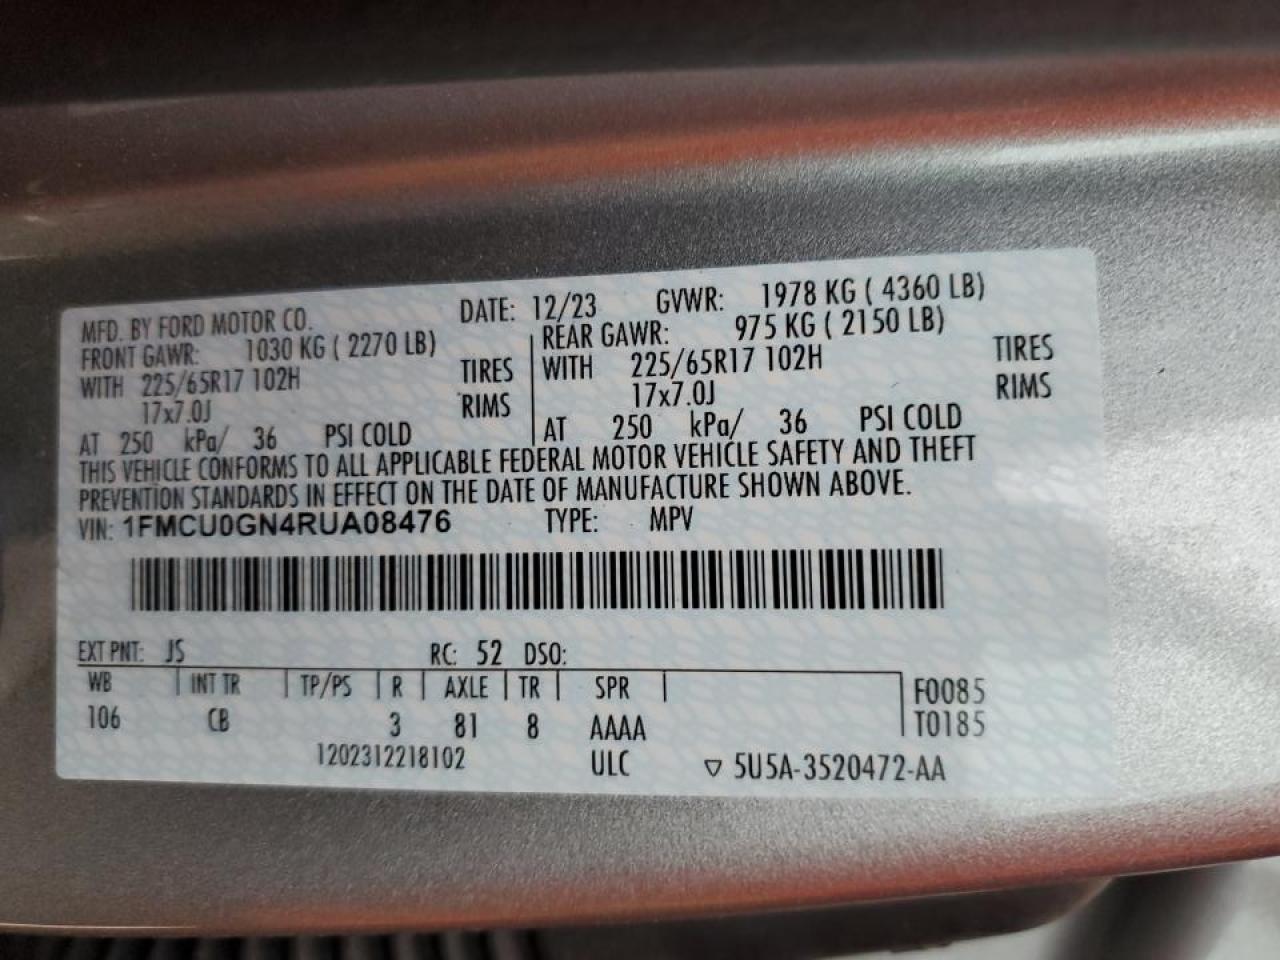 MFD. BY FORD MOTOR CO. DATE: 12/23 GVWR: 1978 KG ( 4360 LB)
FRONT GAWR: 1030 KG ( 2270 LB) REAR GAWR: 975 KG ( 2150 LB)
WITH 225/65R17 102H TIRES WITH 225/65R17 102H TIRES
17x7.0J RIMS 17x7.0J RIMS
AT 250 kPa/ 36 PSI COLD AT 250 kPa/ 36 PSI COLD
THIS VEHICLE CONFORMS TO ALL APPLICABLE FEDERAL MOTOR VEHICLE SAFETY AND THEFT
PREVENTION STANDARDS IN EFFECT ON THE DATE OF MANUFACTURE SHOWN ABOVE.
VIN: 1FMCU0GN4RUA08476 TYPE: MPV
EXT PNT: JS RC: 52 DSO:
WB INT TR TP/PS R AXLE TR SPR F0085
106 CB 3 81 8 AAAA T0185
1202312218102 ULC ▽ 5U5A-3520472-AA